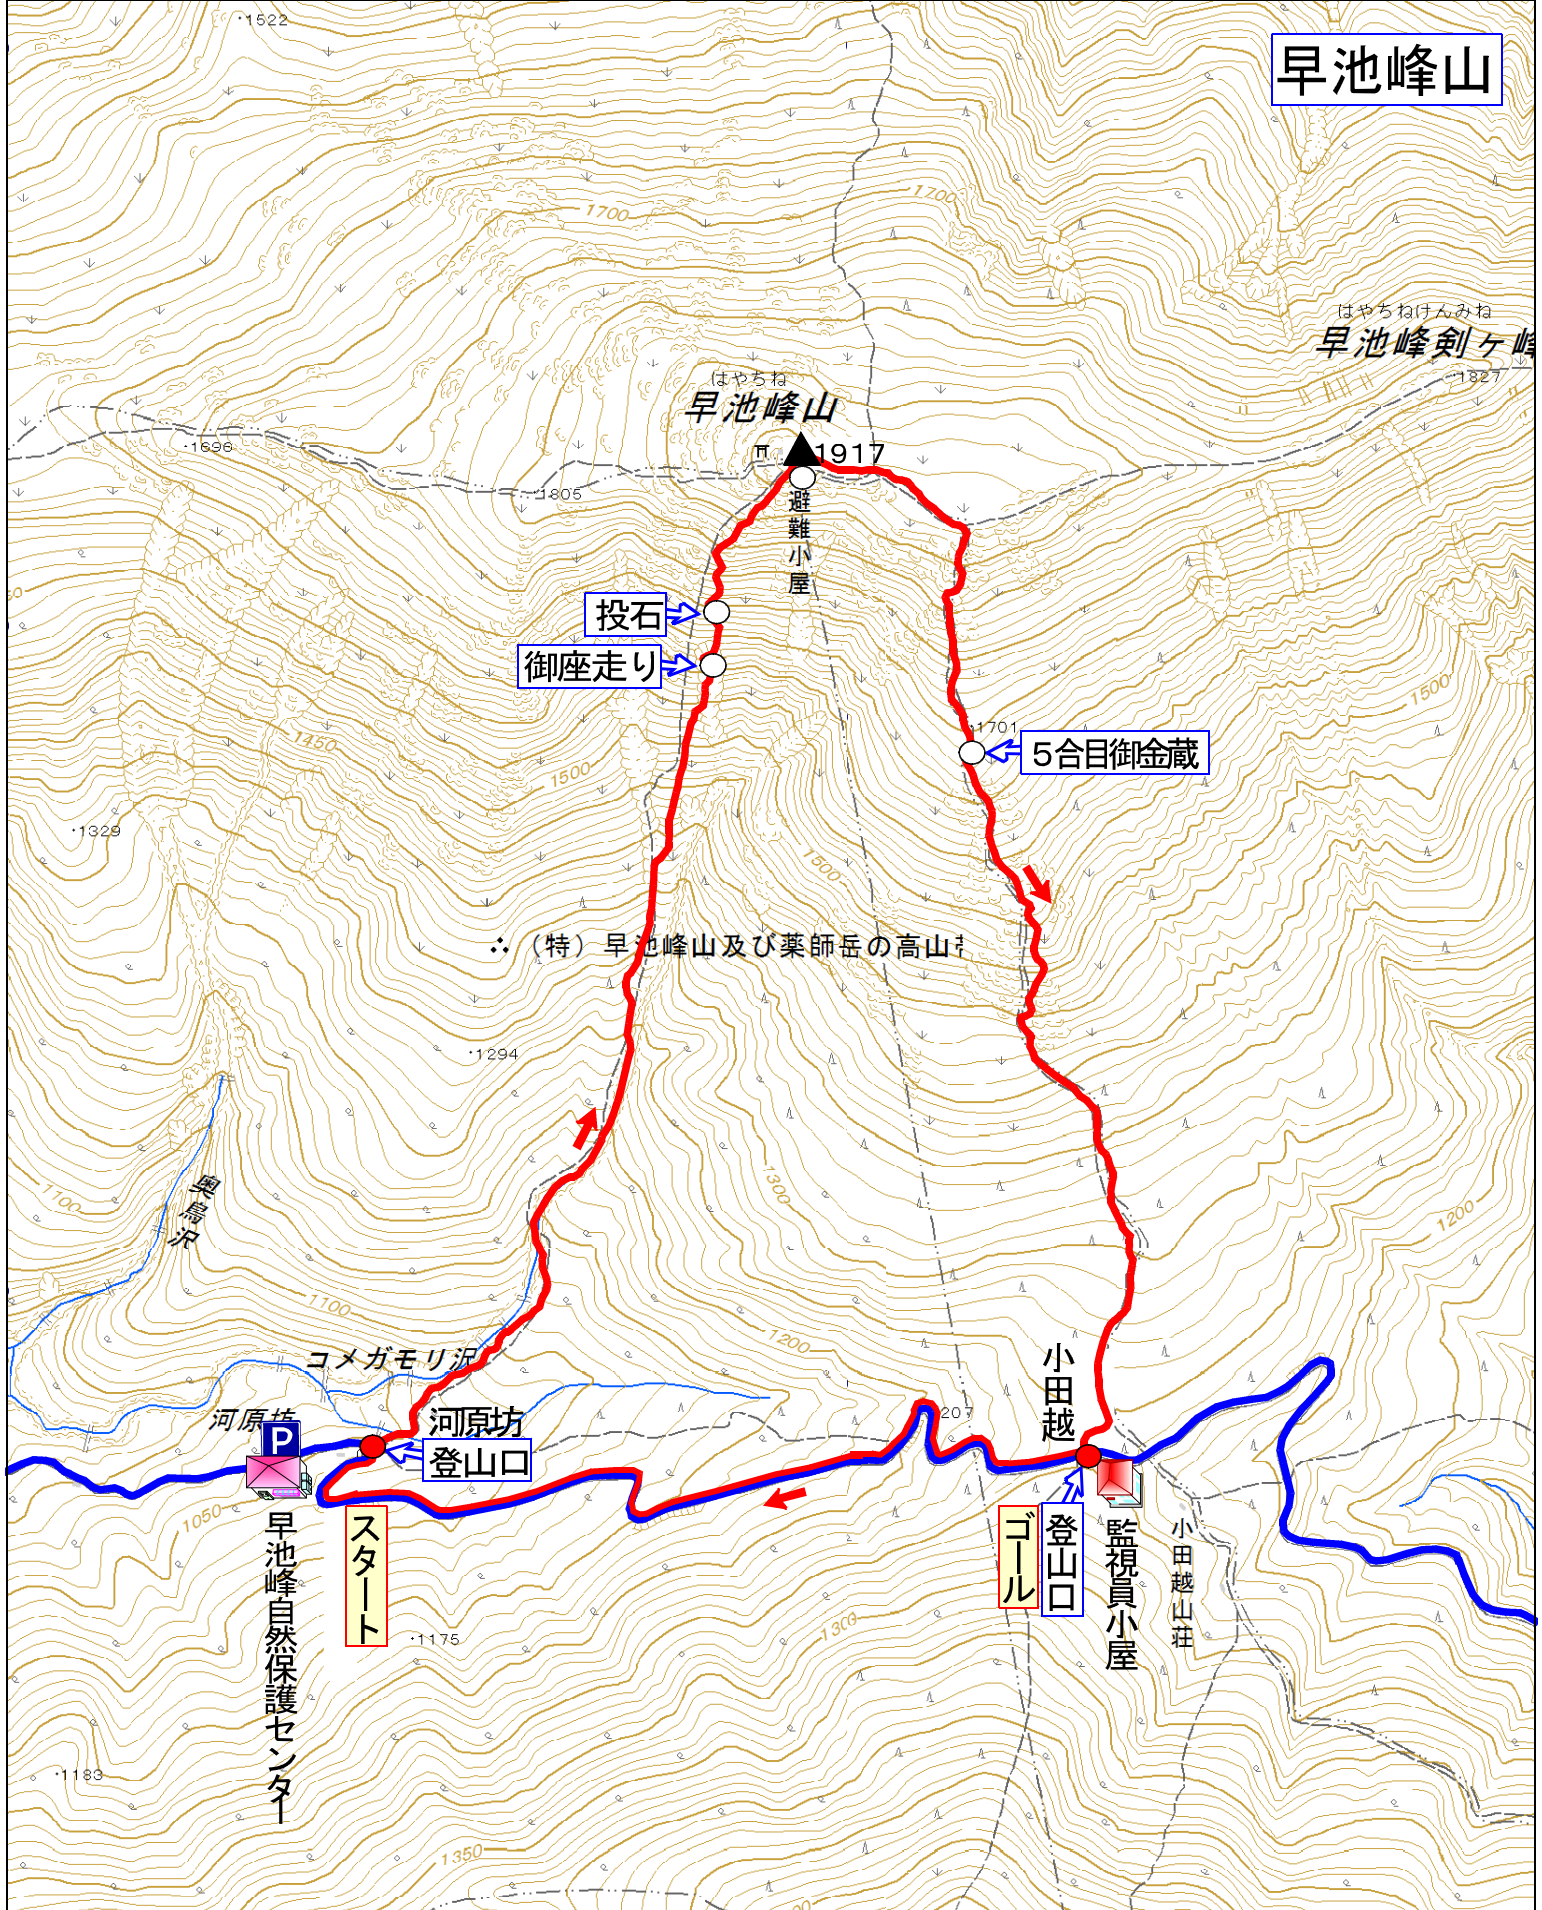 1522
早池峰山
1700
1700
はやちねけんみね
早池峰剣ヶ峰
1827
はやちね
早池峰山
1917
1696
1805
避難小屋
投石
御座走り
1500
1701
5合目御金蔵
1450
1500
1329
1500
(特)早池峰山及び薬師岳の高山
1294
1300
1100
奥鳥沢
1200
1100
1200
コメガモリ沢
小田越
河原坊
河原坊
P
登山口
207
1050
スタート
ゴール
登山口
監視員小屋
小田越山荘
早池峰自然保護センター
1175
1300
1183
1350